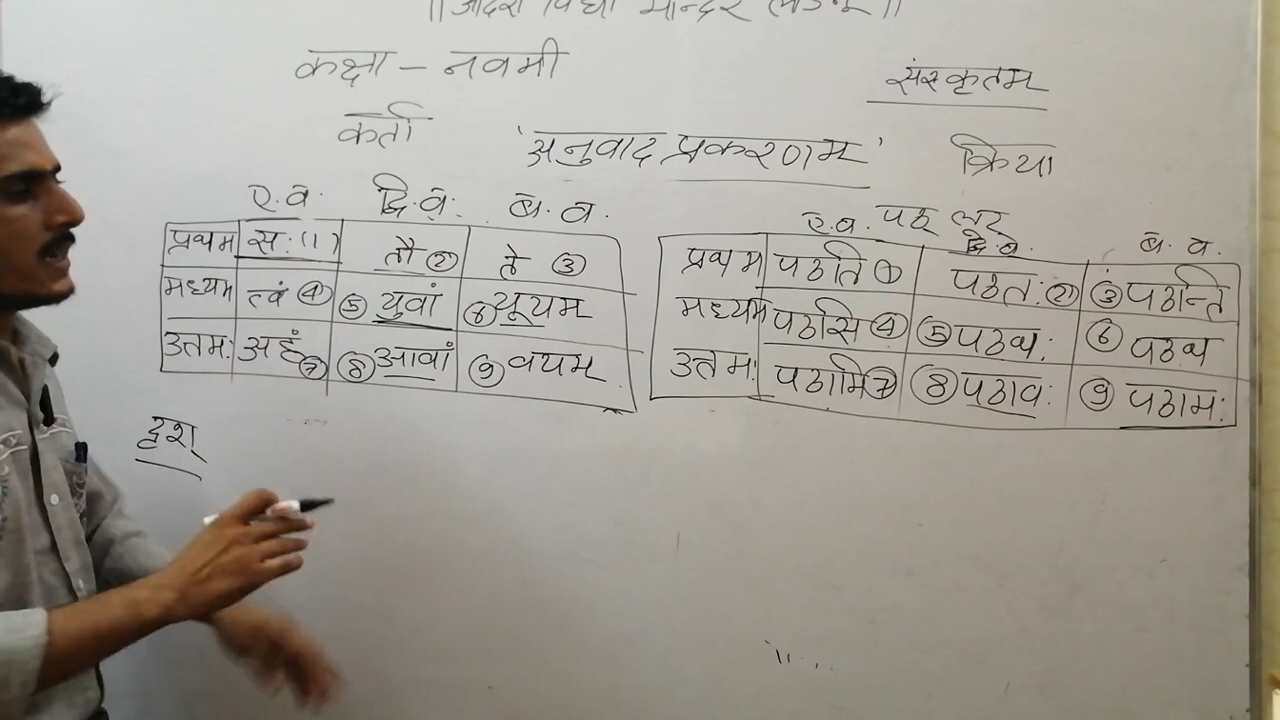 ॥ आदर्श विद्या मन्दिर ॥
कक्षा - नवमी
संस्कृतम
कर्ता
'अनुवाद प्रकरणम'
क्रिया
ए.व. द्वि.व. ब.व.
प्रथम सः (1) तौ ② ते ③
मध्यम त्वं ④ ⑤ युवां ⑥ यूयम
उत्तमः अहं ⑦ ⑧ आवां ⑨ वयम
पठ् लट्
ए.व. द्वि.व. ब.व.
प्रथम पठति ① पठतः ② ③ पठन्ति
मध्यम पठसि ④ ⑤ पठथः ⑥ पठथ
उत्तमः पठामि ⑦ ⑧ पठावः ⑨ पठामः
दृश्